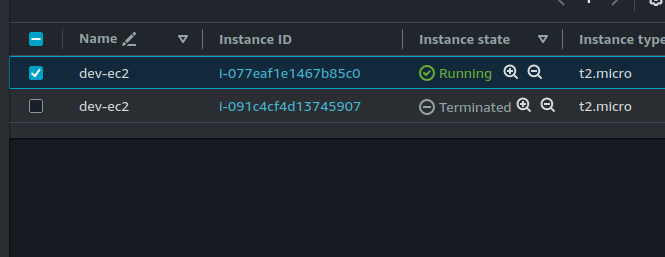 Name Instance ID Instance state Instance type
dev-ec2 i-077eaf1e1467b85c0 Running t2.micro
dev-ec2 i-091c4cf4d13745907 Terminated t2.micro